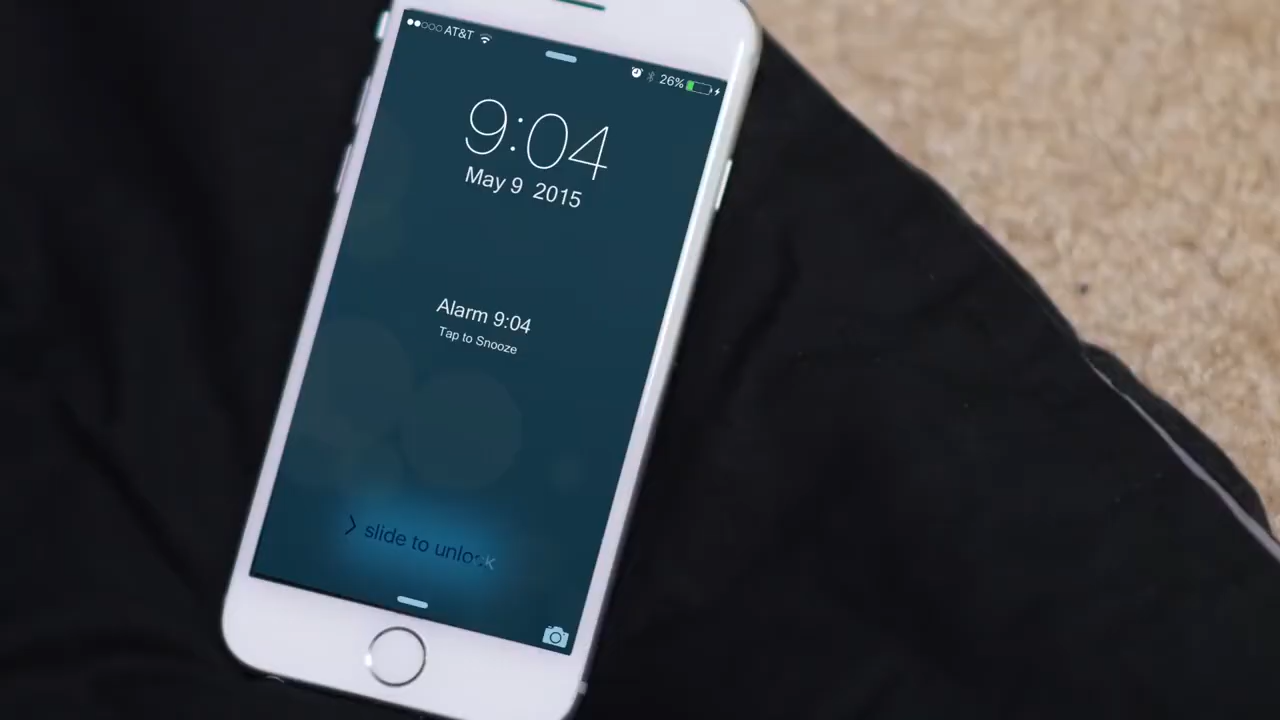 AT&T
26%
9:04
May 9 2015
Alarm 9:04
Tap to Snooze
> slide to unlock